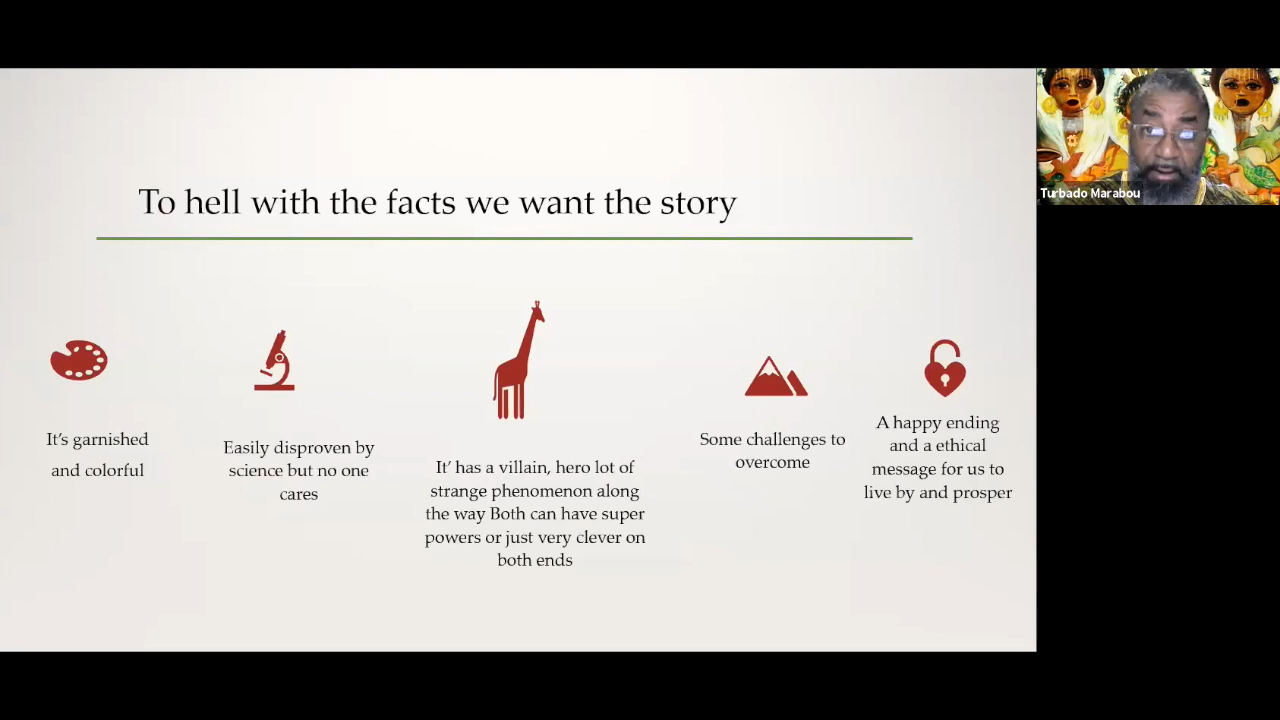 To hell with the facts we want the story
It's garnished
and colorful
Easily disproven by
science but no one
cares
It' has a villain, hero lot of
strange phenomenon along
the way Both can have super
powers or just very clever on
both ends
Some challenges to
overcome
A happy ending
and a ethical
message for us to
live by and prosper
Turbado Marabou